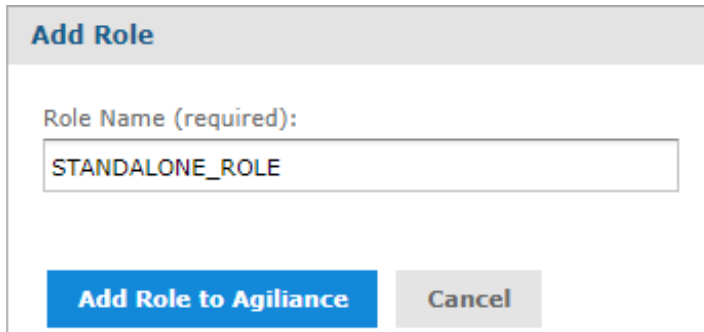 Add Role
Role Name (required):
STANDALONE_ROLE
Add Role to Agiliance Cancel